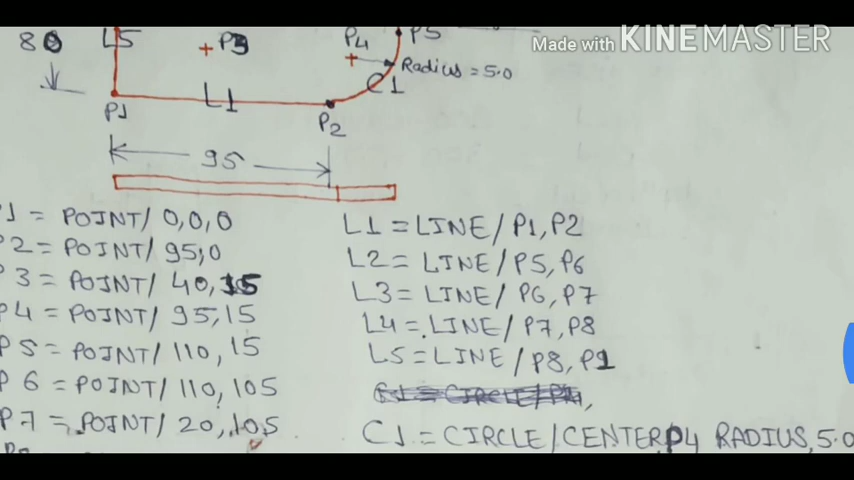 Made with KINEMASTER
80 L5 P3 P4 P5
Radius = 5.0
C1
L1
P1
P2
95
P1 = POINT/ 0,0,0
P2 = POINT/ 95,0
P3 = POINT/ 40,15
P4 = POINT/ 95,15
P5 = POINT/ 110, 15
P6 = POINT/ 110, 105
P7 = POINT/ 20, 105
L1 = LINE / P1, P2
L2 = LINE / P5, P6
L3 = LINE / P6, P7
L4 = LINE / P7, P8
L5 = LINE / P8, P1
C1 = CIRCLE/CENTER,P4 RADIUS, 5.0